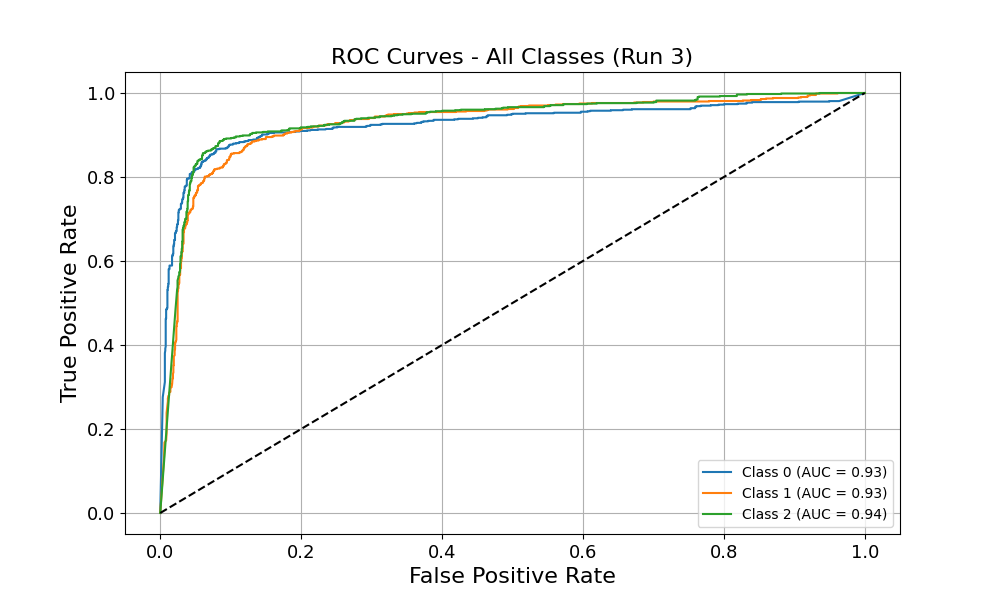 ROC Curves - All Classes (Run 3)
True Positive Rate
1.0
0.8
0.6
0.4
0.2
0.0
Class 0 (AUC = 0.93)
Class 1 (AUC = 0.93)
Class 2 (AUC = 0.94)
0.0 0.2 0.4 0.6 0.8 1.0
False Positive Rate